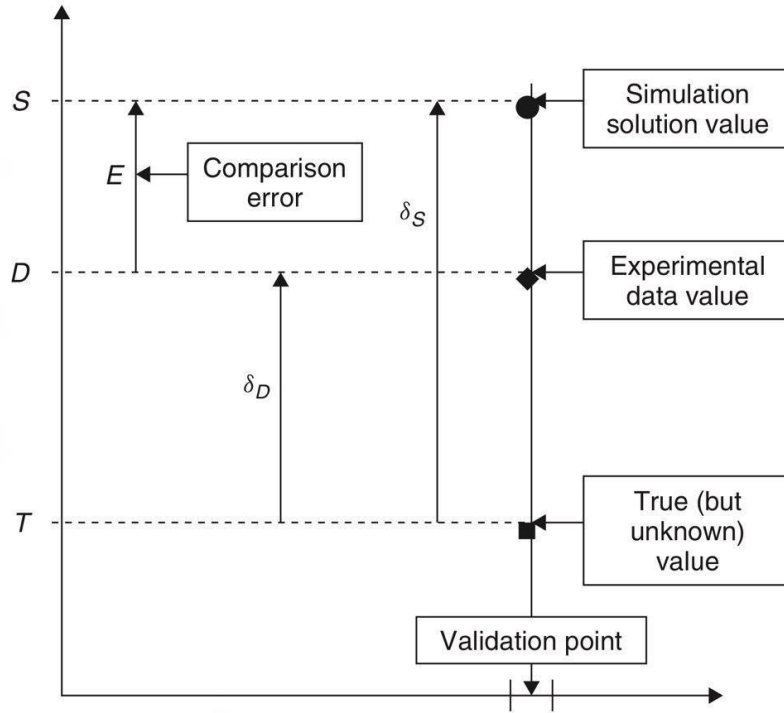 S
Simulation
solution value
E
Comparison
error
δS
D
Experimental
data value
δD
T
True (but
unknown)
value
Validation point